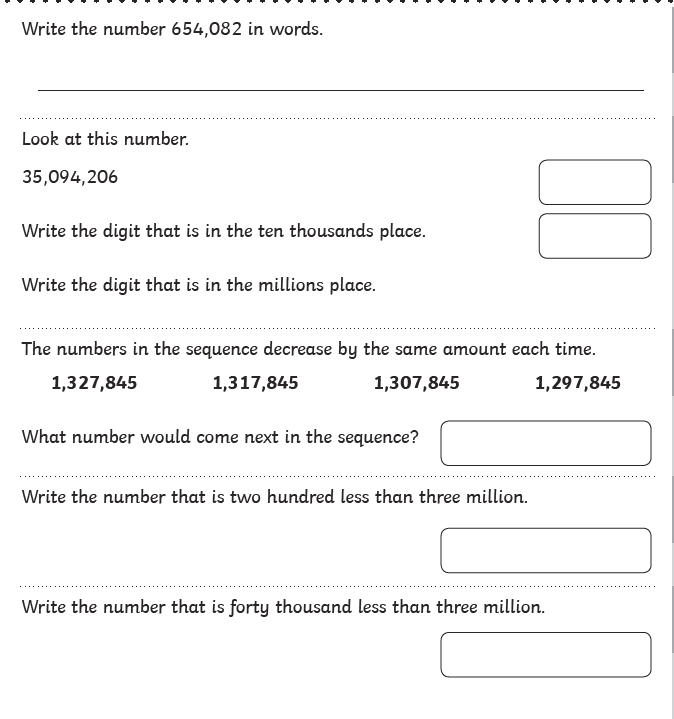 Write the number 654,082 in words.
Look at this number.
35,094,206
Write the digit that is in the ten thousands place.
Write the digit that is in the millions place.
The numbers in the sequence decrease by the same amount each time.
1,327,845 1,317,845 1,307,845 1,297,845
What number would come next in the sequence?
Write the number that is two hundred less than three million.
Write the number that is forty thousand less than three million.